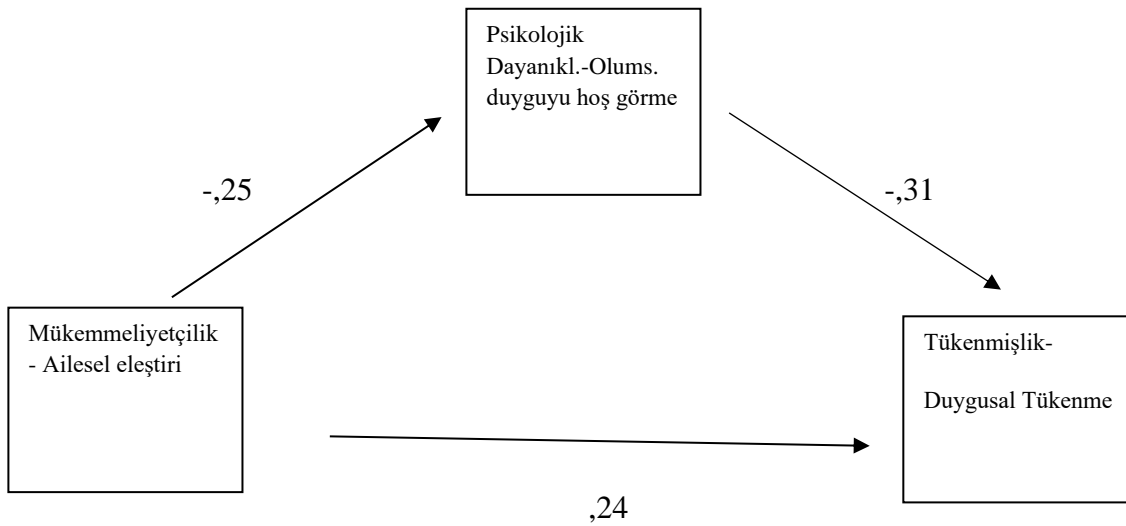 Psikolojik
Dayanıkl.-Olums.
duyguyu hoş görme
-,25
-,31
Mükemmeliyetçilik
- Ailesel eleştiri
Tükenmişlik-
Duygusal Tükenme
,24